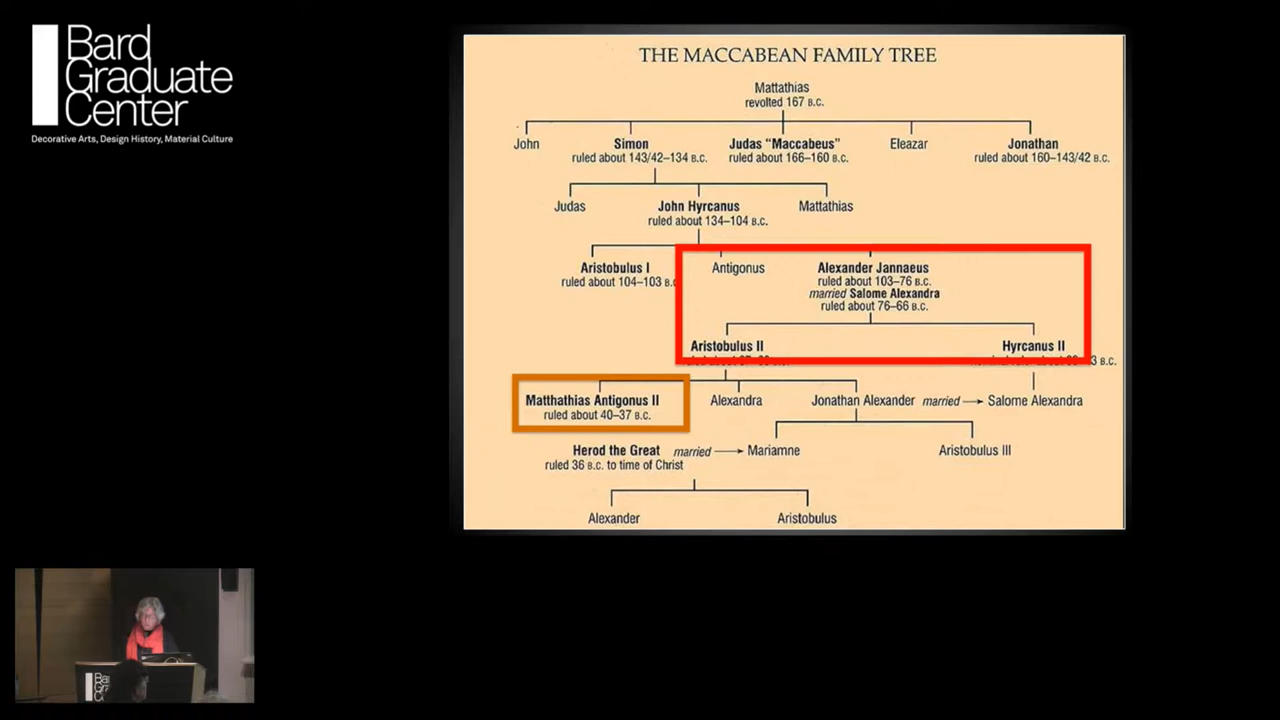 Bard
Graduate
Center
Decorative Arts, Design History, Material Culture
THE MACCABEAN FAMILY TREE
Mattathias
revolted 167 B.C.
John
Simon
ruled about 143/42–134 B.C.
Judas "Maccabeus"
ruled about 166–160 B.C.
Eleazar
Jonathan
ruled about 160–143/42 B.C.
Judas
John Hyrcanus
ruled about 134–104 B.C.
Mattathias
Aristobulus I
ruled about 104–103 B.C.
Antigonus
Alexander Jannaeus
ruled about 103–76 B.C.
married Salome Alexandra
ruled about 76–66 B.C.
Aristobulus II
Hyrcanus II
B.C.
Matthathias Antigonus II
ruled about 40–37 B.C.
Alexandra
Jonathan Alexander married → Salome Alexandra
Herod the Great married → Mariamne
ruled 36 B.C. to time of Christ
Aristobulus III
Alexander
Aristobulus